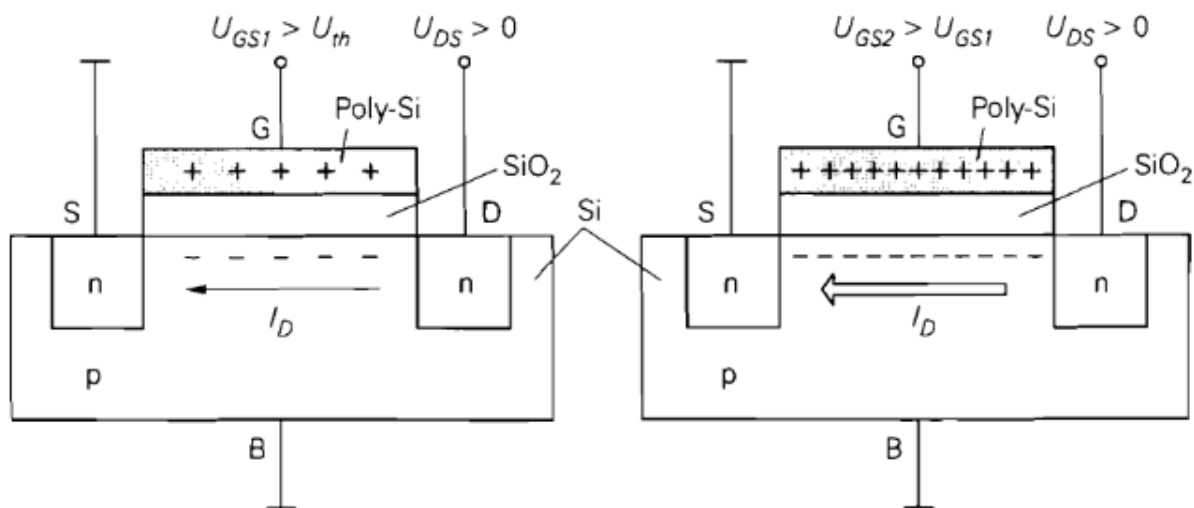 U_GS1 > U_th
U_DS > 0
U_GS2 > U_GS1
U_DS > 0
Poly-Si
Poly-Si
G
G
+ + + + +
+ + + + + + + + + + +
SiO₂
SiO₂
S
D
Si
S
D
n
n
n
n
I_D
I_D
p
p
B
B